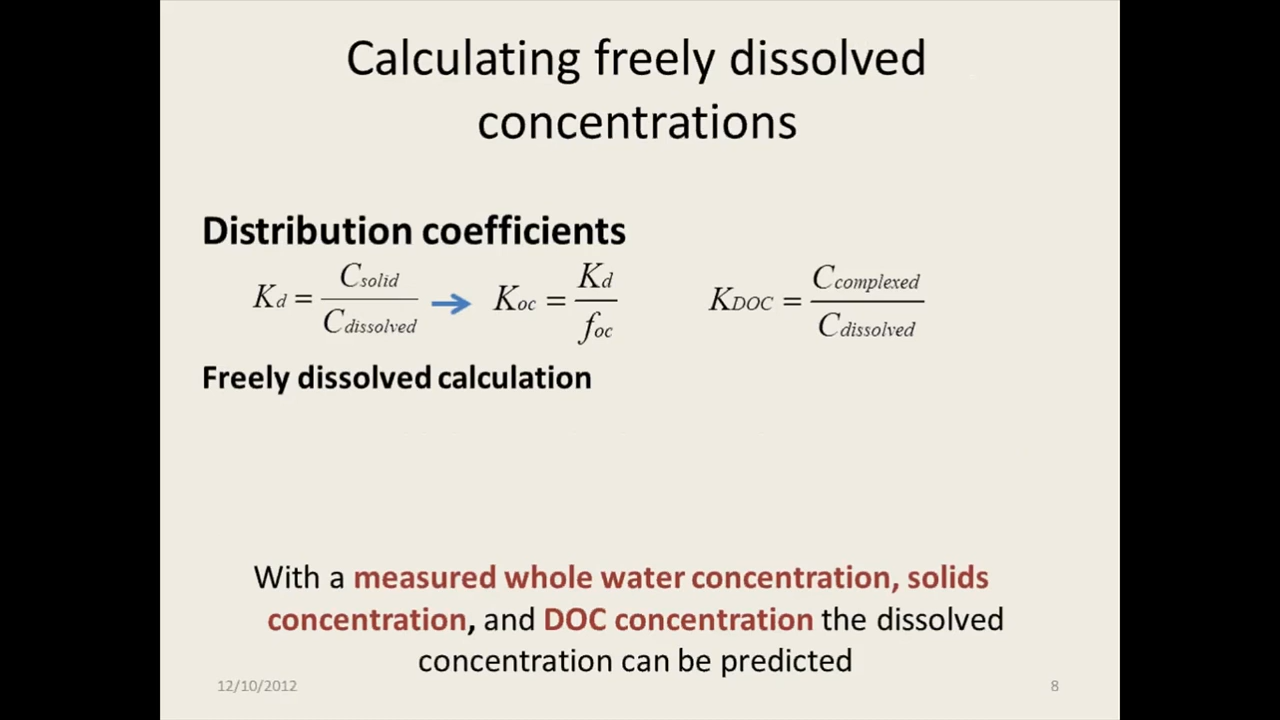 Calculating freely dissolved
concentrations
Distribution coefficients
K_d = C_solid / C_dissolved → K_oc = K_d / f_oc    K_DOC = C_complexed / C_dissolved
Freely dissolved calculation
With a measured whole water concentration, solids
concentration, and DOC concentration the dissolved
concentration can be predicted
12/10/2012 8